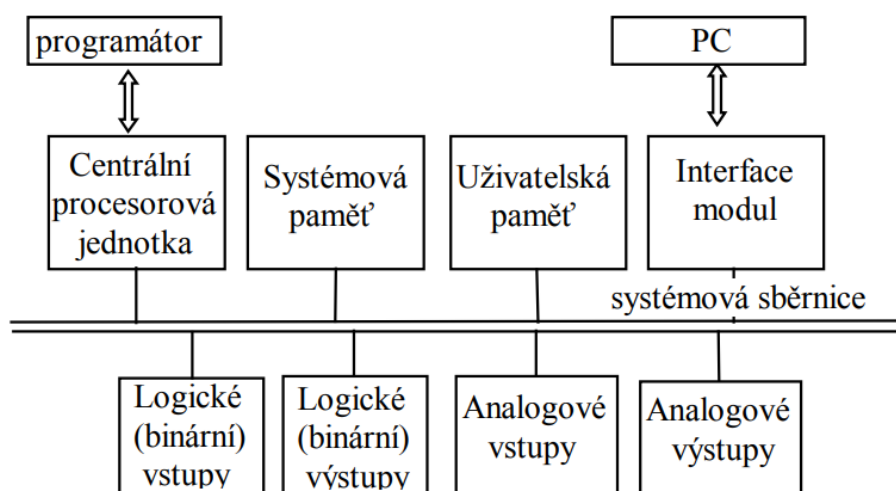 programátor
PC
Centrální
procesorová
jednotka
Systémová
paměť
Uživatelská
paměť
Interface
modul
systémová sběrnice
Logické
(binární)
vstupy
Logické
(binární)
výstupy
Analogové
vstupy
Analogové
výstupy